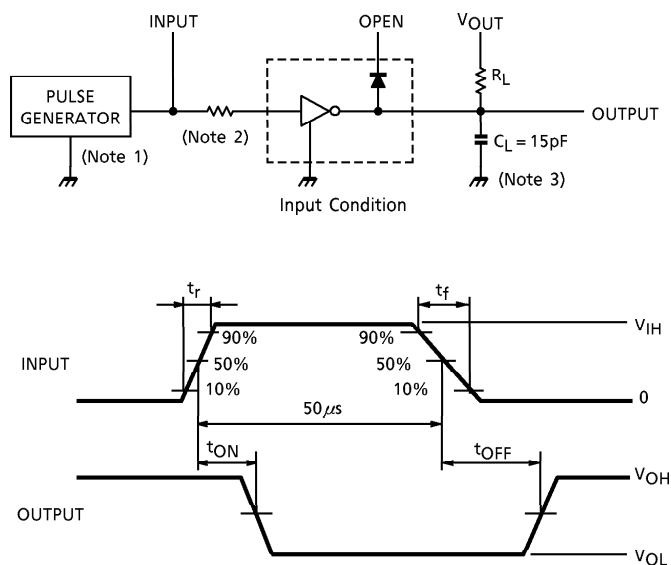 INPUT
OPEN
VOUT
PULSE
GENERATOR
(Note 1)
(Note 2)
RL
OUTPUT
CL = 15pF
(Note 3)
Input Condition
tr
tf
VIH
90%
90%
INPUT
50%
50%
10%
10%
0
50μs
tON
tOFF
VOH
OUTPUT
VOL